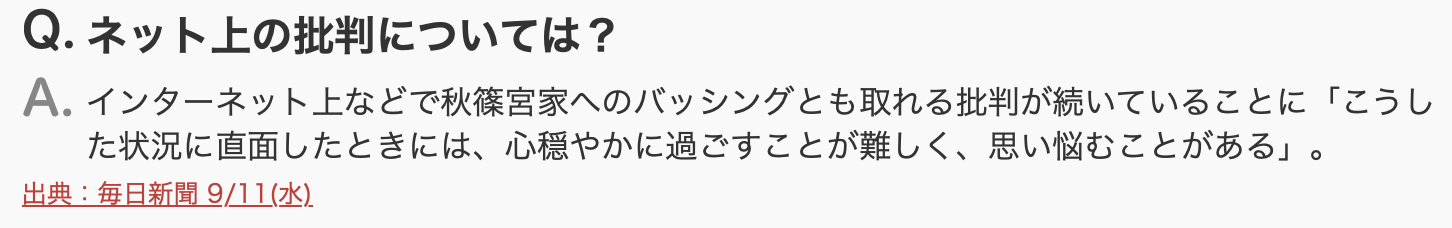 Q. ネット上の批判については？
A. インターネット上などで秋篠宮家へのバッシングとも取れる批判が続いていることに「こうし
た状況に直面したときには、心穏やかに過ごすことが難しく、思い悩むことがある」。
出典：毎日新聞 9/11(水)